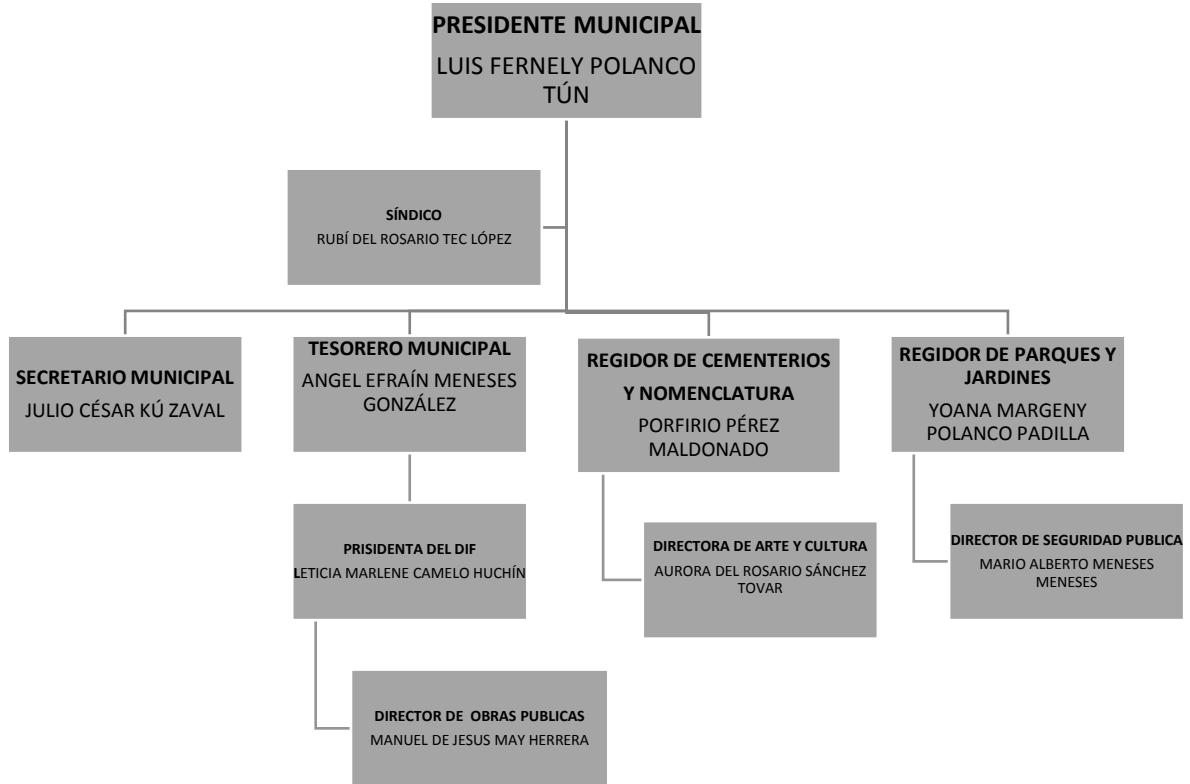 PRESIDENTE MUNICIPAL
LUIS FERNELY POLANCO
TÚN
SÍNDICO
RUBÍ DEL ROSARIO TEC LÓPEZ
SECRETARIO MUNICIPAL
JULIO CÉSAR KÚ ZAVAL
TESORERO MUNICIPAL
ANGEL EFRAÍN MENESES
GONZÁLEZ
REGIDOR DE CEMENTERIOS
Y NOMENCLATURA
PORFIRIO PÉREZ
MALDONADO
REGIDOR DE PARQUES Y
JARDINES
YOANA MARGENY
POLANCO PADILLA
PRISIDENTA DEL DIF
LETICIA MARLENE CAMELO HUCHÍN
DIRECTORA DE ARTE Y CULTURA
AURORA DEL ROSARIO SÁNCHEZ
TOVAR
DIRECTOR DE SEGURIDAD PUBLICA
MARIO ALBERTO MENESES
MENESES
DIRECTOR DE OBRAS PUBLICAS
MANUEL DE JESUS MAY HERRERA